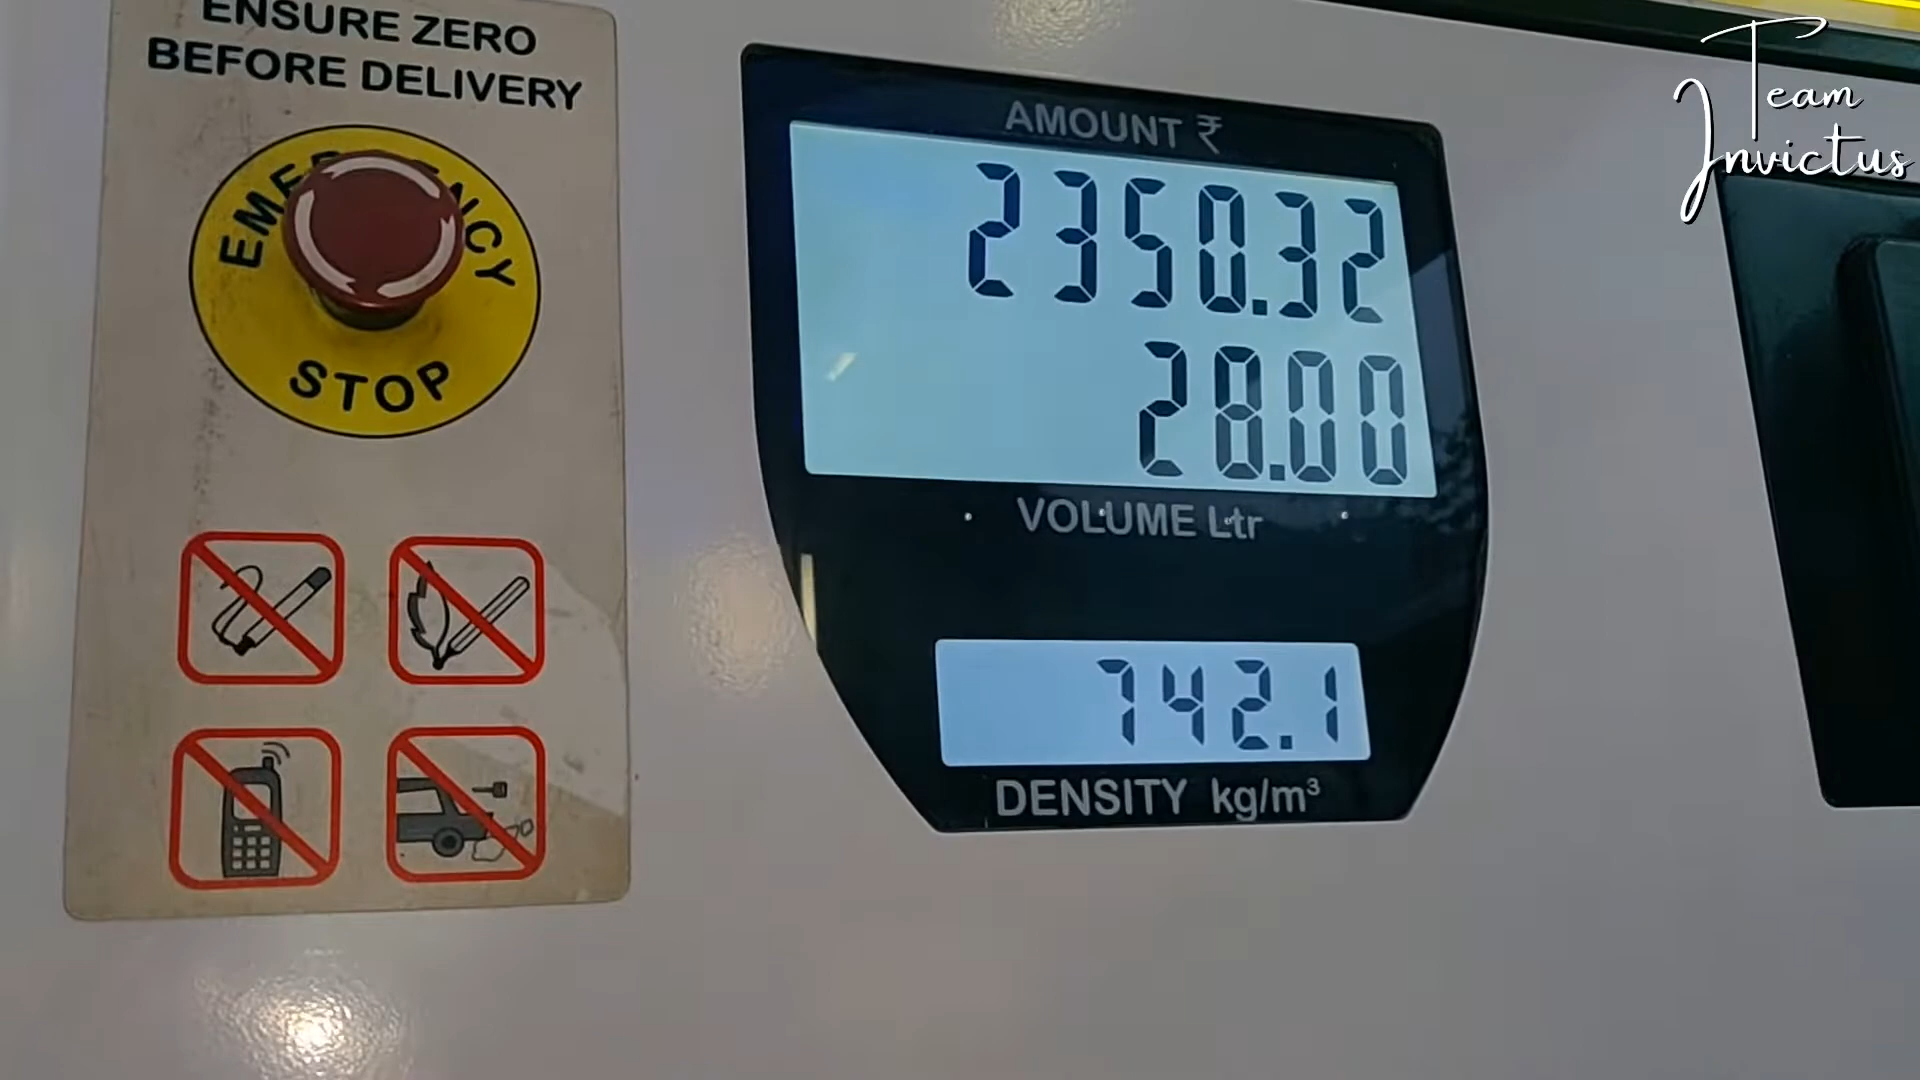 ENSURE ZERO
BEFORE DELIVERY
EMERGENCY
STOP
AMOUNT ₹
2350.32
28.00
VOLUME Ltr
742.1
DENSITY kg/m³
Team
Invictus